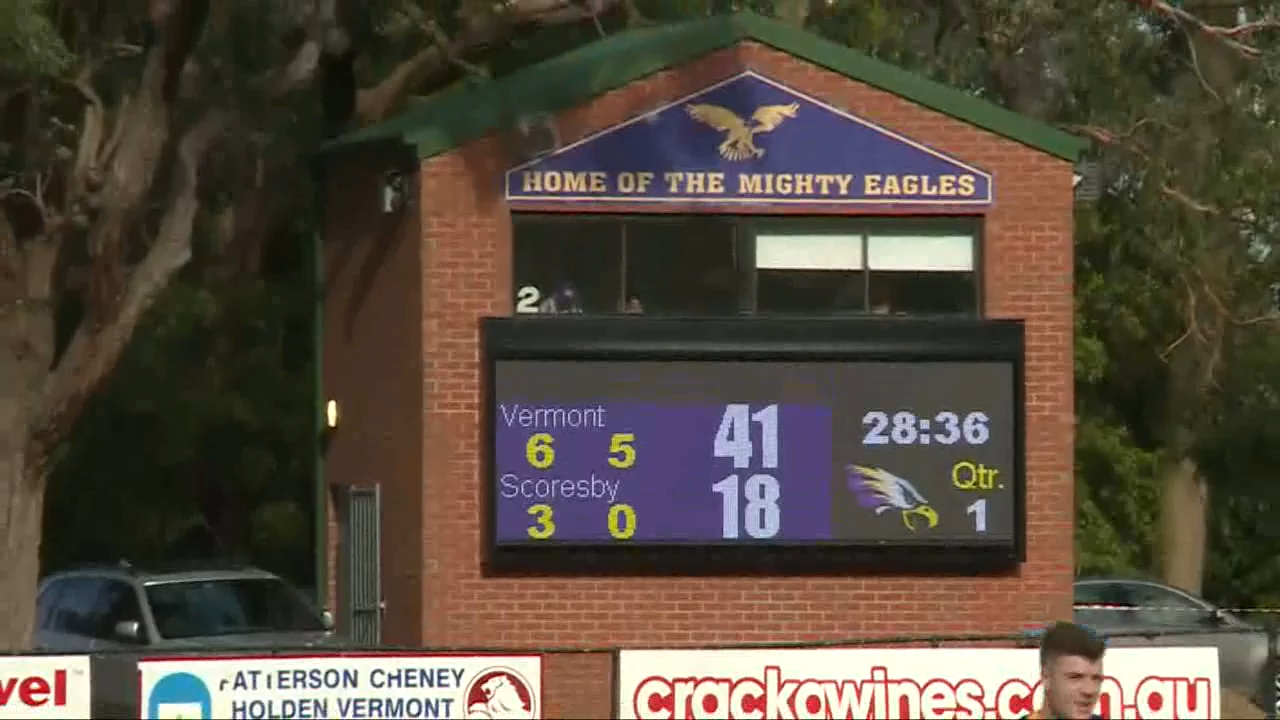 HOME OF THE MIGHTY EAGLES
2
Vermont
6 5 41
Scoresby
3 0 18
28:36
Qtr.
1
vel
PATTERSON CHENEY
HOLDEN VERMONT
crackawines.com.au